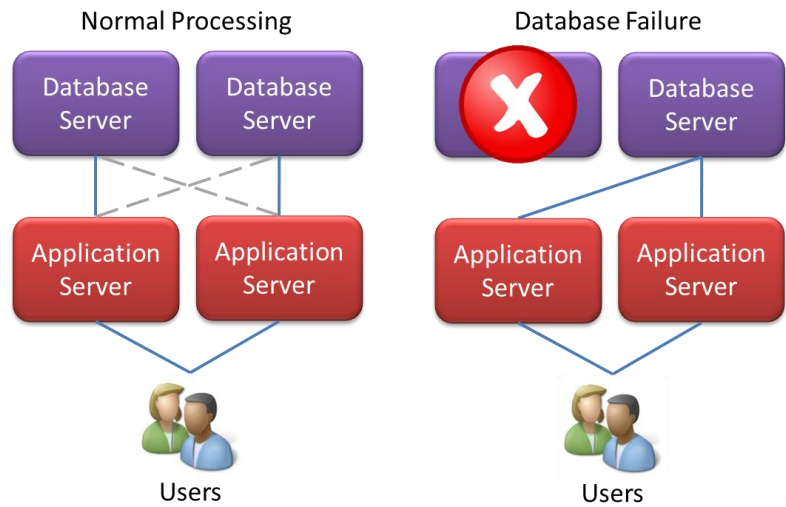 Normal Processing
Database
Server
Database
Server
Application
Server
Application
Server
Users
Database Failure
X
Database
Server
Application
Server
Application
Server
Users